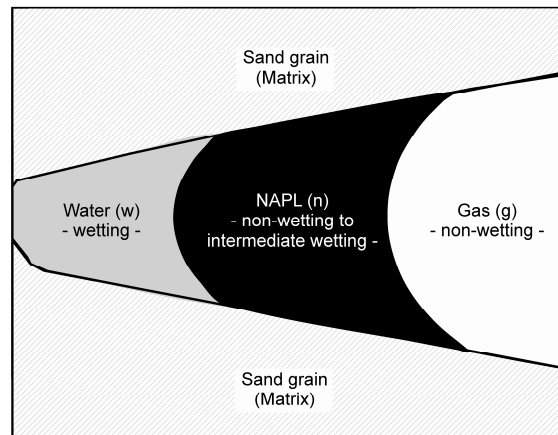 Sand grain
(Matrix)
Water (w)
- wetting -
NAPL (n)
- non-wetting to
intermediate wetting -
Gas (g)
- non-wetting -
Sand grain
(Matrix)